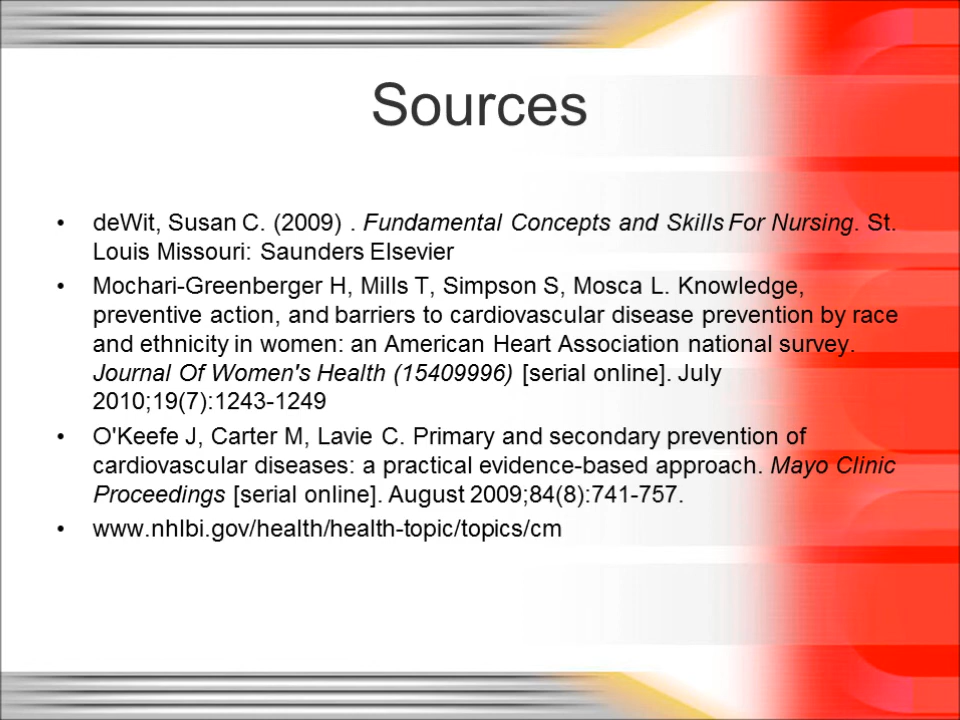 Sources
• deWit, Susan C. (2009) . Fundamental Concepts and Skills For Nursing. St.
Louis Missouri: Saunders Elsevier
• Mochari-Greenberger H, Mills T, Simpson S, Mosca L. Knowledge,
preventive action, and barriers to cardiovascular disease prevention by race
and ethnicity in women: an American Heart Association national survey.
Journal Of Women's Health (15409996) [serial online]. July
2010;19(7):1243-1249
• O'Keefe J, Carter M, Lavie C. Primary and secondary prevention of
cardiovascular diseases: a practical evidence-based approach. Mayo Clinic
Proceedings [serial online]. August 2009;84(8):741-757.
• www.nhlbi.gov/health/health-topic/topics/cm